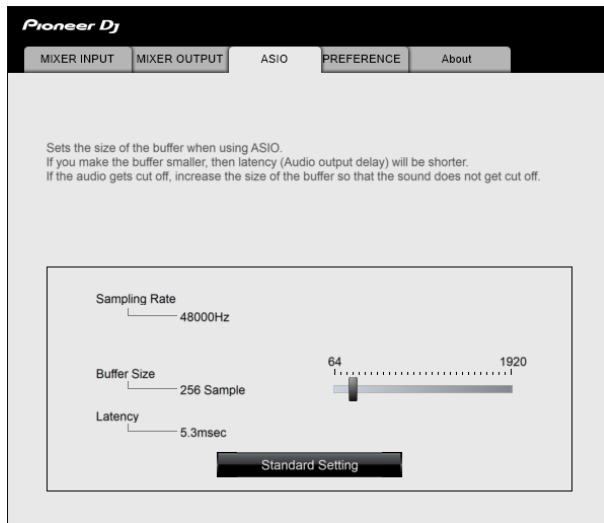 Pioneer Dj
MIXER INPUT MIXER OUTPUT ASIO PREFERENCE About
Sets the size of the buffer when using ASIO.
If you make the buffer smaller, then latency (Audio output delay) will be shorter.
If the audio gets cut off, increase the size of the buffer so that the sound does not get cut off.
Sampling Rate
48000Hz
64 1920
Buffer Size
256 Sample
Latency
5.3msec
Standard Setting